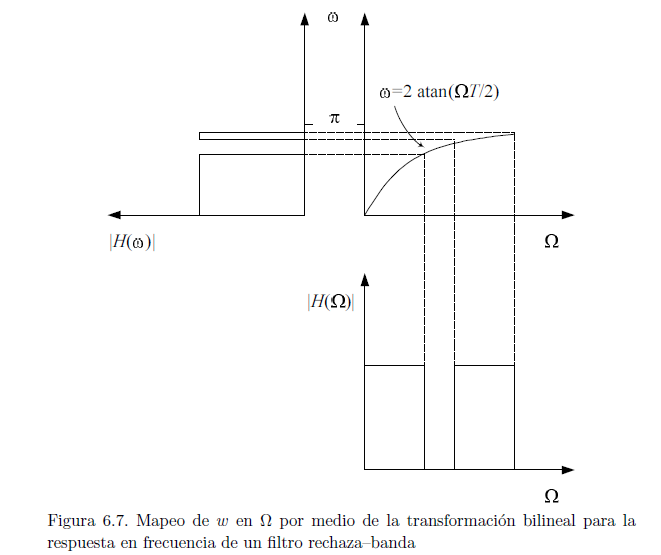 ω
ω=2 atan(ΩT/2)
π
|H(ω)|
Ω
|H(Ω)|
Ω
Figura 6.7. Mapeo de w en Ω por medio de la transformación bilineal para la
respuesta en frecuencia de un filtro rechaza–banda